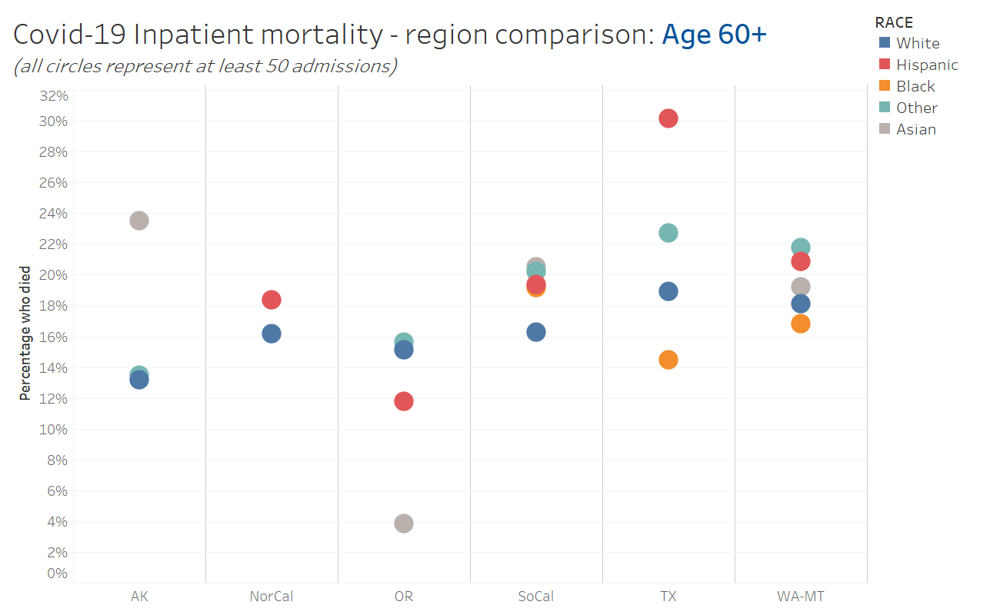 Covid-19 Inpatient mortality - region comparison: Age 60+
(all circles represent at least 50 admissions)
RACE
White
Hispanic
Black
Other
Asian
Percentage who died
32%
30%
28%
26%
24%
22%
20%
18%
16%
14%
12%
10%
8%
6%
4%
2%
0%
AK NorCal OR SoCal TX WA-MT